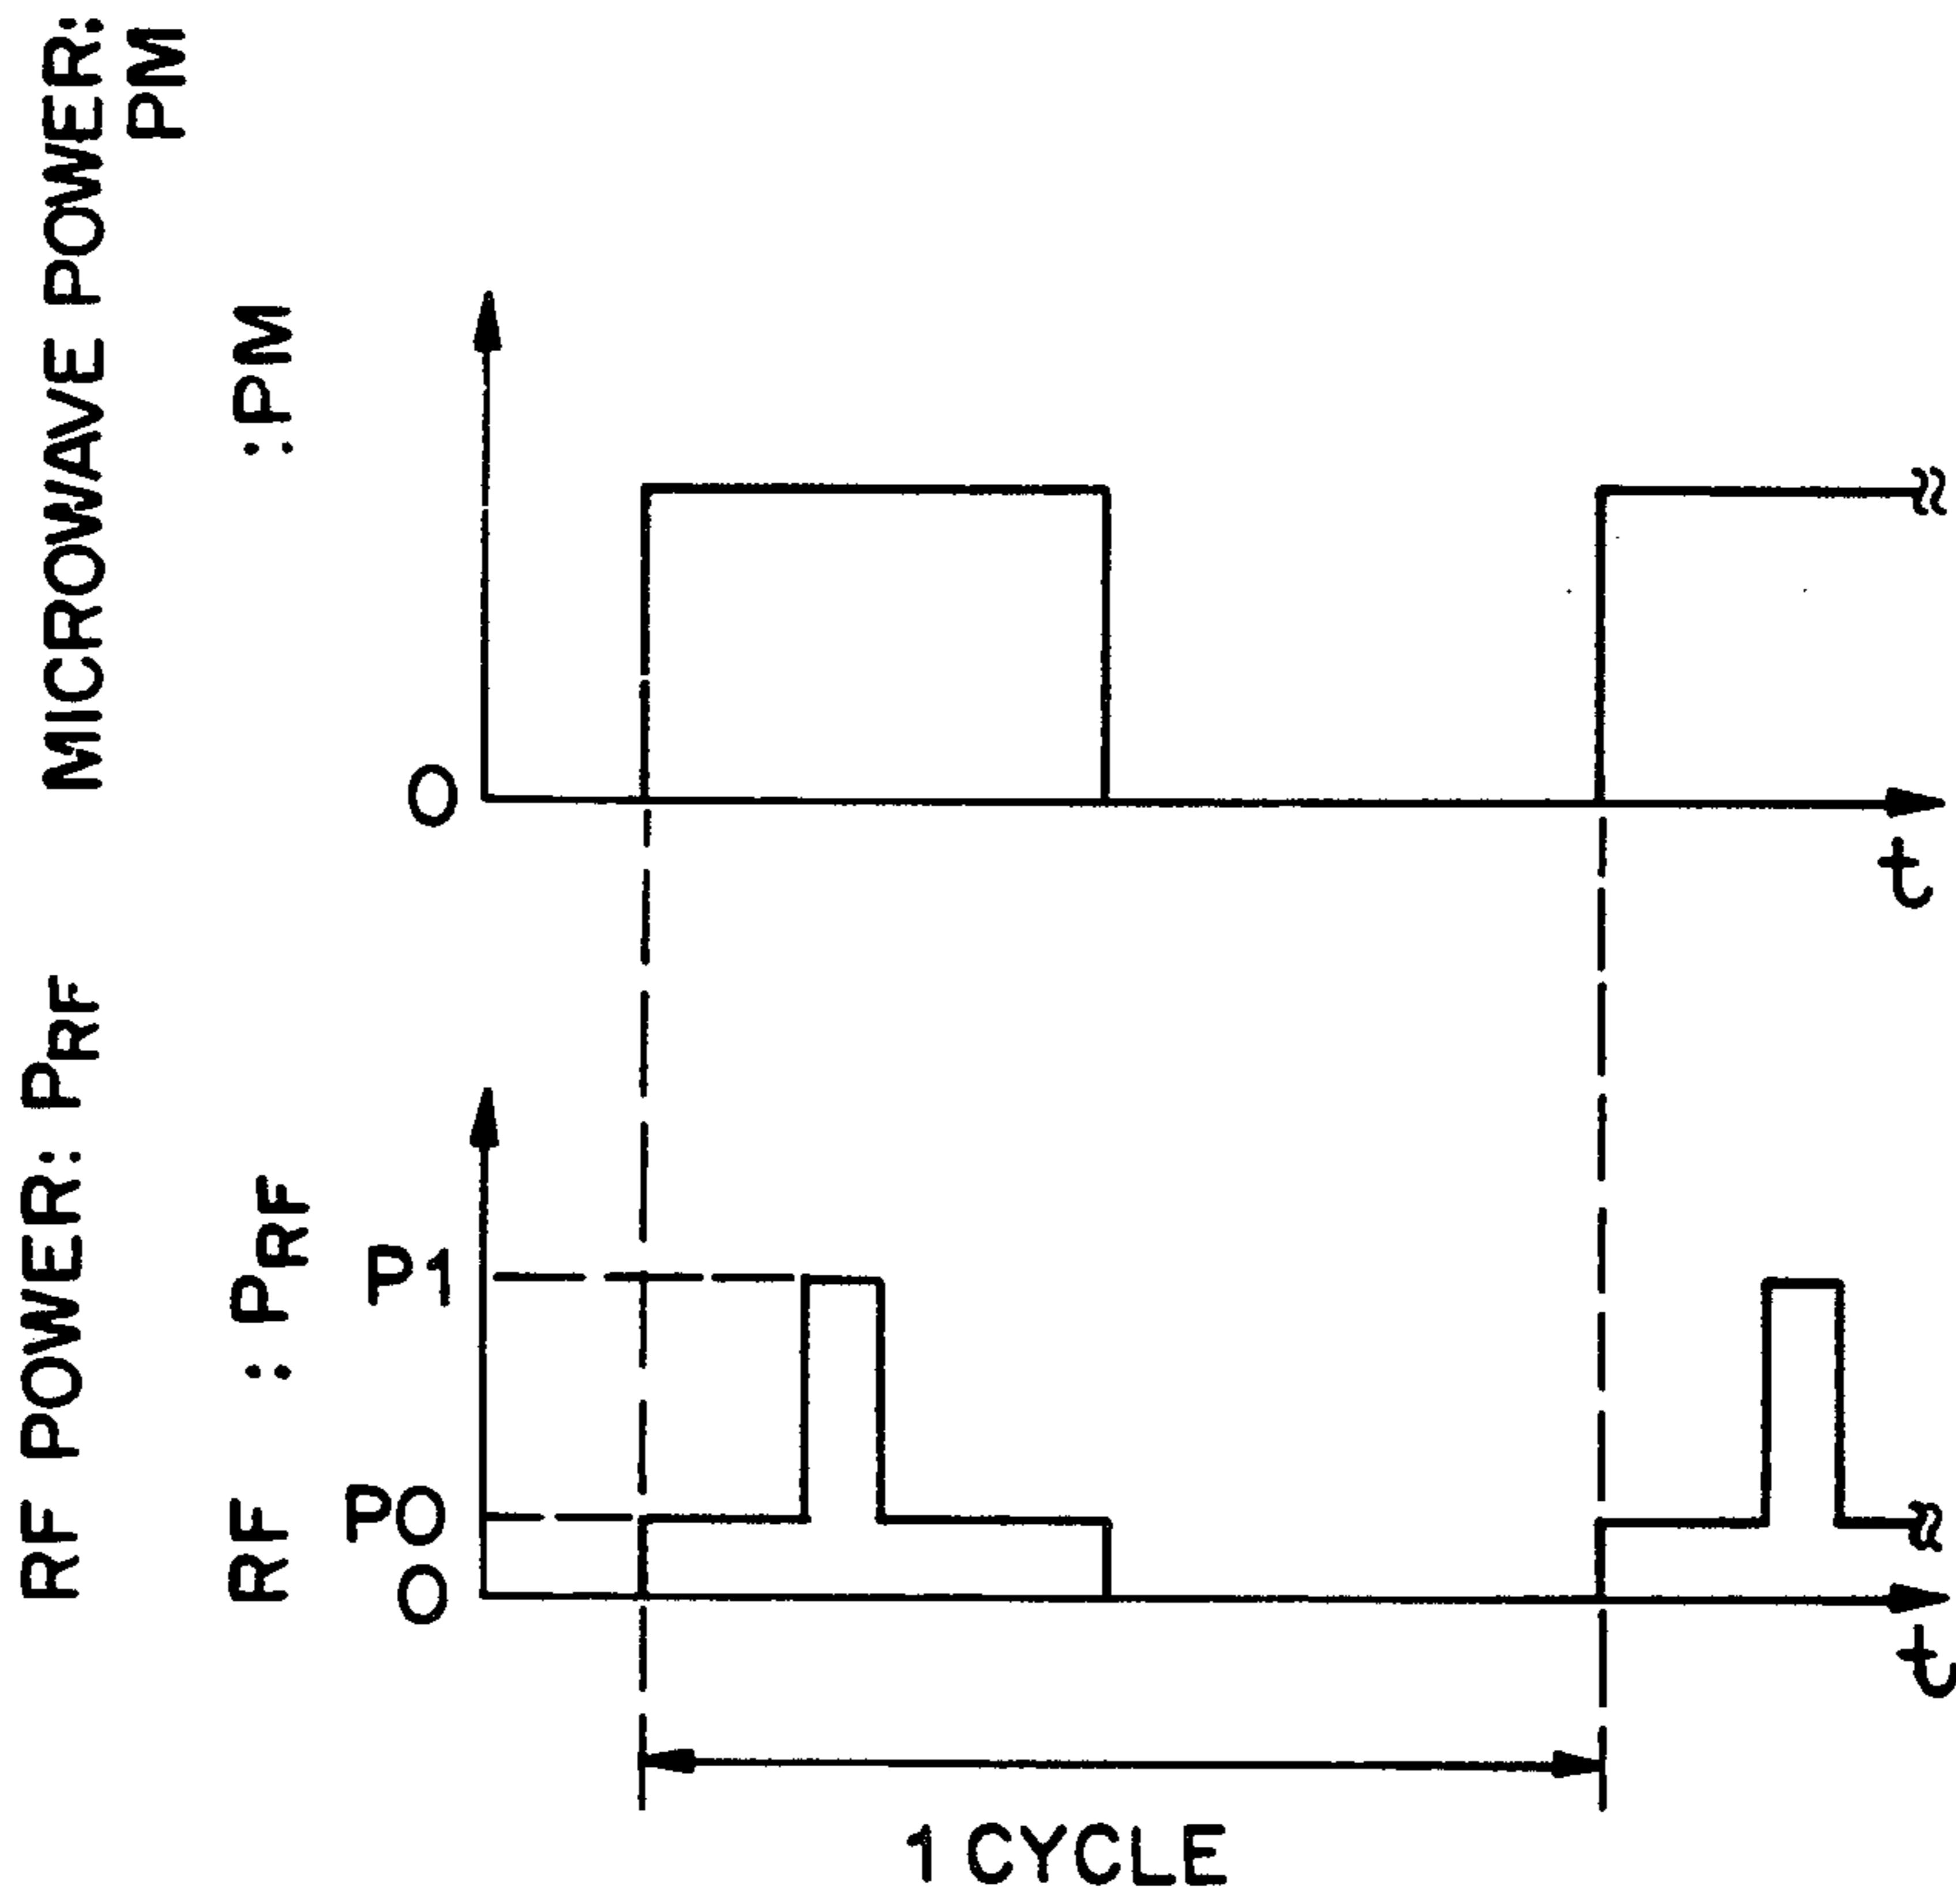 MICROWAVE POWER:
PM
:PM
O
t
RF POWER: PRF
RF : PRF
P1
PO
O
t
1 CYCLE